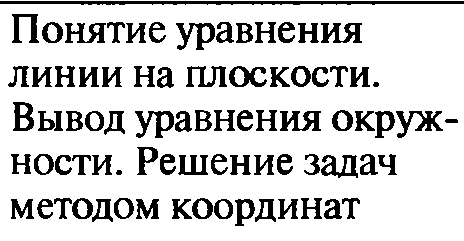 Понятие уравнения
линии на плоскости.
Вывод уравнения окруж-
ности. Решение задач
методом координат